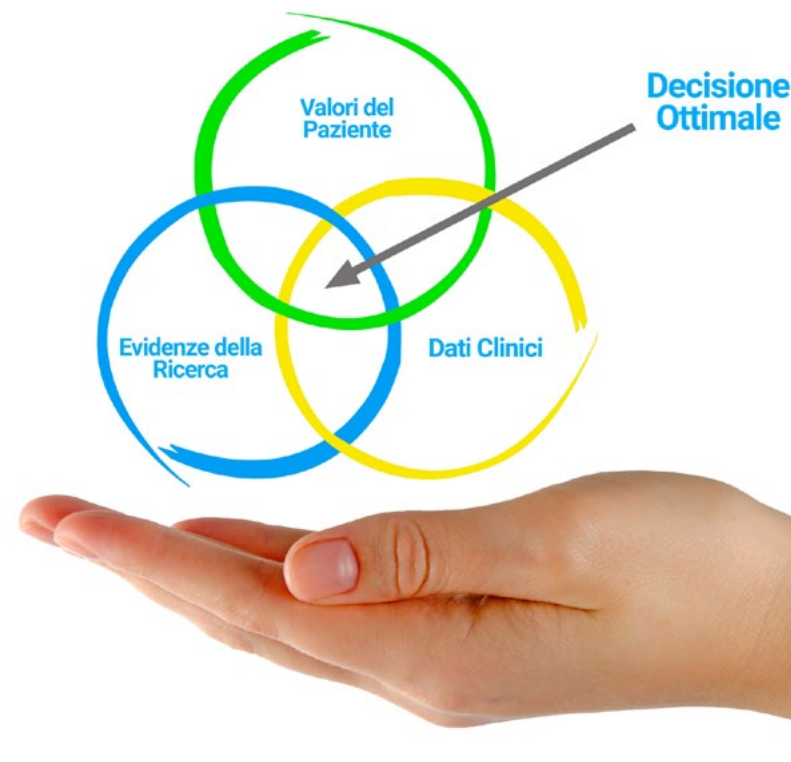 Valori del
Paziente
Decisione
Ottimale
Evidenze della
Ricerca
Dati Clinici